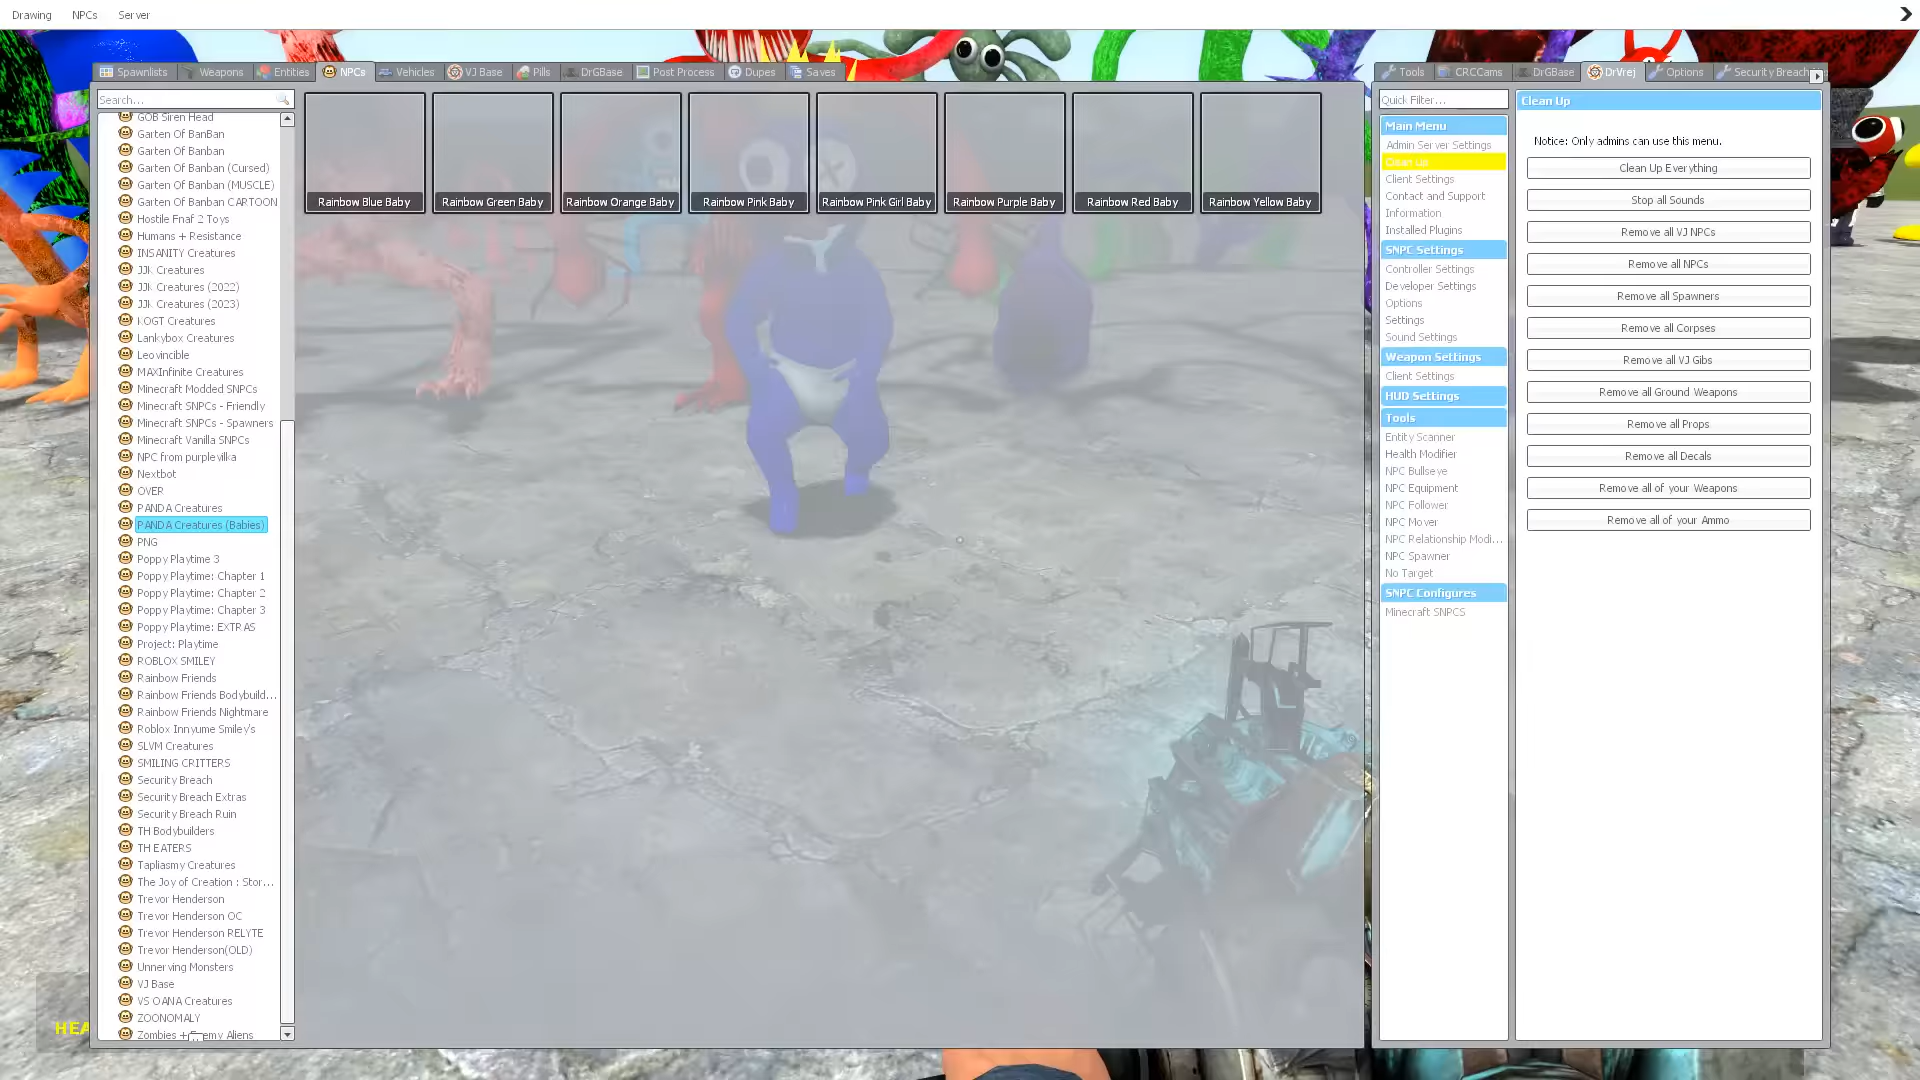 Drawing NPCs Server
Spawnlists Weapons Entities NPCs Vehicles VJ Base Pills DrGBase Post Process Dupes Saves
Search...
GOB Siren Head
Garten Of BanBan
Garten Of Banban
Garten Of Banban (Cursed)
Garten Of Banban (MUSCLE)
Garten Of Banban CARTOON
Hostile Fnaf 2 Toys
Humans + Resistance
INSANITY Creatures
JJK Creatures
JJK Creatures (2022)
JJK Creatures (2023)
KOGT Creatures
Lankybox Creatures
Leovincible
MAXInfinite Creatures
Minecraft Modded SNPCs
Minecraft SNPCs - Friendly
Minecraft SNPCs - Spawners
Minecraft Vanilla SNPCs
NPC from purplevilka
Nextbot
OVER
PANDA Creatures
PANDA Creatures (Babies)
PNG
Poppy Playtime 3
Poppy Playtime: Chapter 1
Poppy Playtime: Chapter 2
Poppy Playtime: Chapter 3
Poppy Playtime: EXTRAS
Project: Playtime
ROBLOX SMILEY
Rainbow Friends
Rainbow Friends Bodybuild...
Rainbow Friends Nightmare
Roblox Innyume Smiley's
SLVM Creatures
SMILING CRITTERS
Security Breach
Security Breach Extras
Security Breach Ruin
TH Bodybuilders
TH EATERS
Tapliasmy Creatures
The Joy of Creation : Stor...
Trevor Henderson
Trevor Henderson OC
Trevor Henderson RELYTE
Trevor Henderson(OLD)
Unnerving Monsters
VJ Base
VS OANA Creatures
ZOONOMALY
Zombies + Enemy Aliens
HEA
Rainbow Blue Baby
Rainbow Green Baby
Rainbow Orange Baby
Rainbow Pink Baby
Rainbow Pink Girl Baby
Rainbow Purple Baby
Rainbow Red Baby
Rainbow Yellow Baby
Tools CRCCams DrGBase DrVrej Options Security Breach
Quick Filter...
Main Menu
Admin Server Settings
Clean Up
Client Settings
Contact and Support
Information
Installed Plugins
SNPC Settings
Controller Settings
Developer Settings
Options
Settings
Sound Settings
Weapon Settings
Client Settings
HUD Settings
Tools
Entity Scanner
Health Modifier
NPC Bullseye
NPC Equipment
NPC Follower
NPC Mover
NPC Relationship Modi...
NPC Spawner
No Target
SNPC Configures
Minecraft SNPCS
Clean Up
Notice: Only admins can use this menu.
Clean Up Everything
Stop all Sounds
Remove all VJ NPCs
Remove all NPCs
Remove all Spawners
Remove all Corpses
Remove all VJ Gibs
Remove all Ground Weapons
Remove all Props
Remove all Decals
Remove all of your Weapons
Remove all of your Ammo